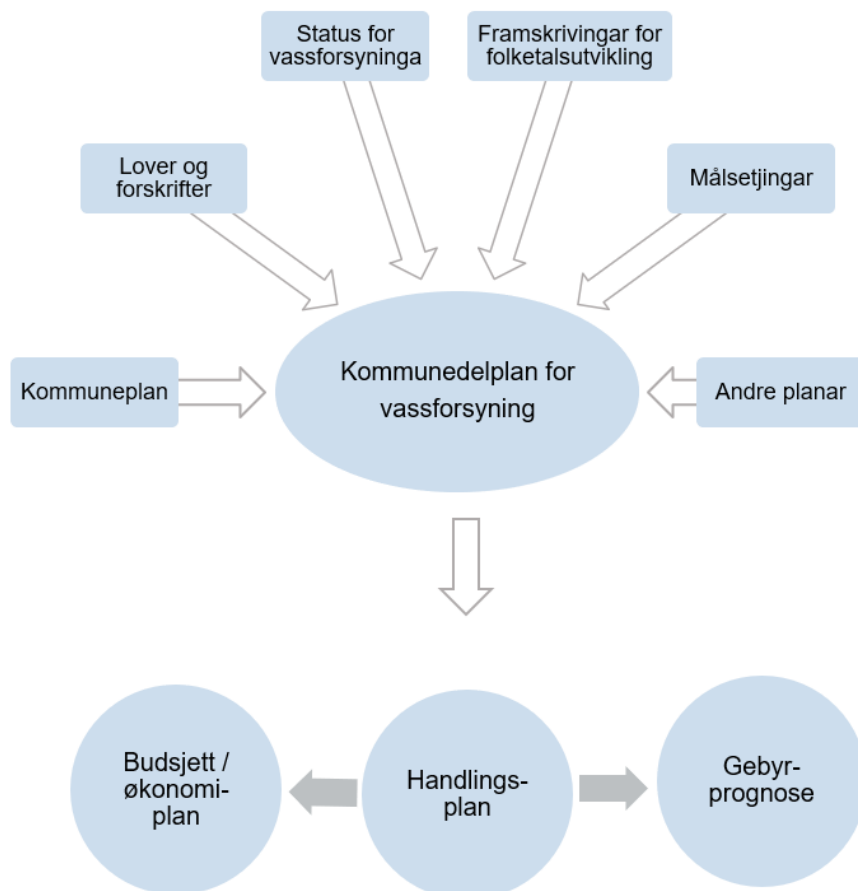 Status for
vassforsyninga
Framskrivingar for
folketalsutvikling
Lover og
forskrifter
Målsetjingar
Kommuneplan
Kommunedelplan for
vassforsyning
Andre planar
Budsjett /
økonomi-
plan
Handlings-
plan
Gebyr-
prognose